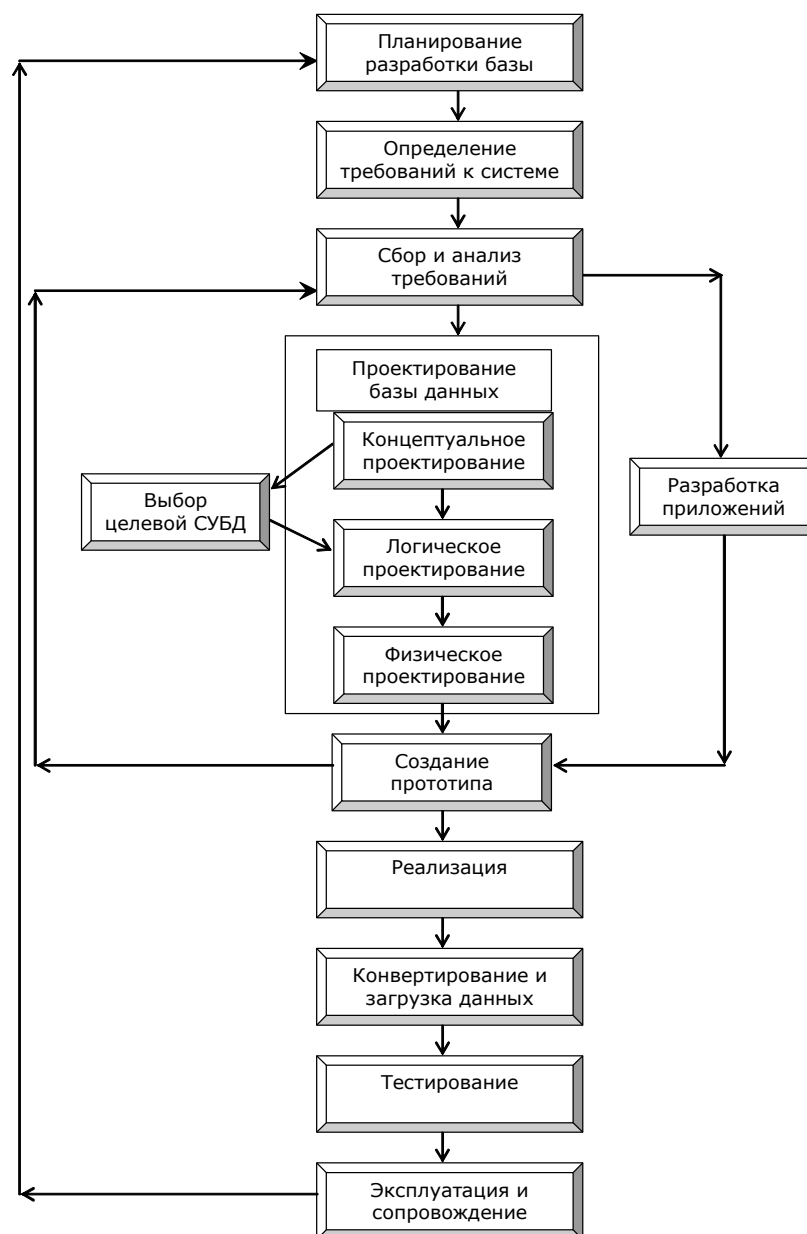 Планирование
разработки базы
Определение
требований к системе
Сбор и анализ
требований
Проектирование
базы данных
Концептуальное
проектирование
Выбор
целевой СУБД
Разработка
приложений
Логическое
проектирование
Физическое
проектирование
Создание
прототипа
Реализация
Конвертирование и
загрузка данных
Тестирование
Эксплуатация и
сопровождение